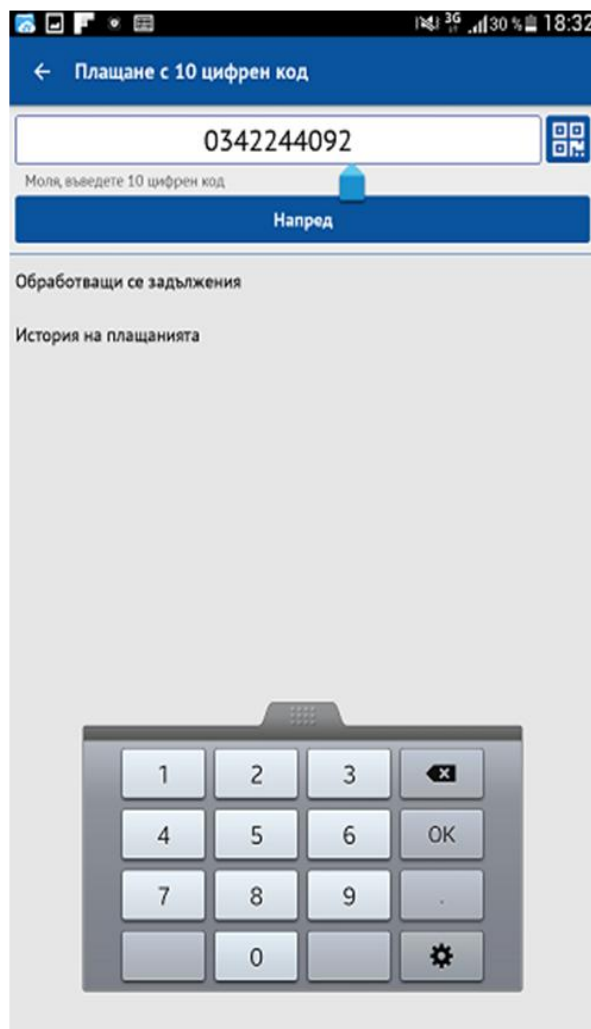 3G 30 % 18:32
Плащане с 10 цифрен код
0342244092
Моля, въведете 10 цифрен код
Напред
Обработващи се задължения
История на плащанията
1 2 3
4 5 6 OK
7 8 9 .
0